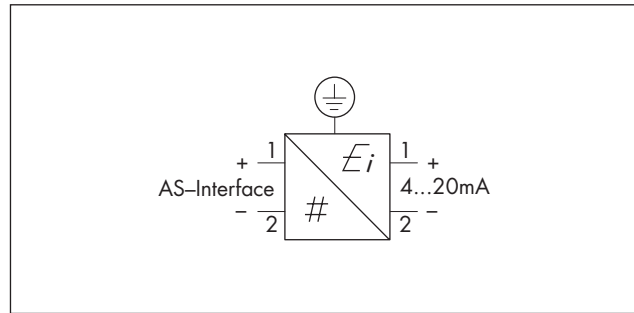 + 1 Ei 1 +
AS–Interface 4...20mA
– 2 # 2 –